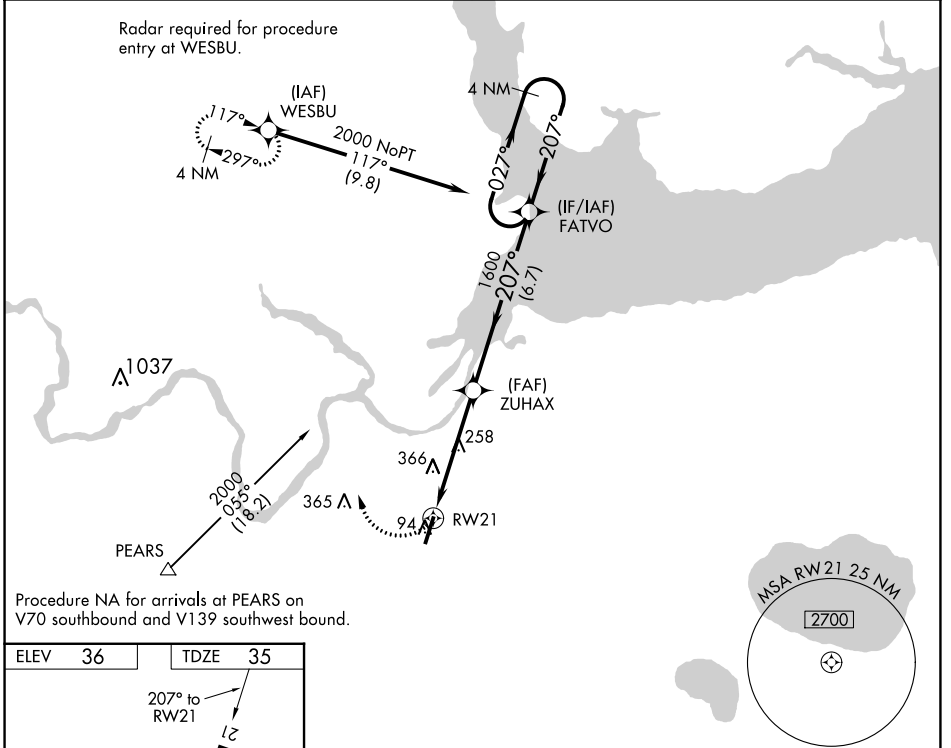 Radar required for procedure
entry at WESBU.
(IAF)
WESBU
117°
297°
4 NM
2000 NoPT
117°
(9.8)
4 NM
027°
207°
(IF/IAF)
FATVO
1600
207°
(6.7)
1037
(FAF)
ZUHAX
258
366
365
94
RW21
2000
055°
(18.2)
PEARS
Procedure NA for arrivals at PEARS on
V70 southbound and V139 southwest bound.
MSA RW21 25 NM
2700
ELEV 36
TDZE 35
207° to
RW21
21